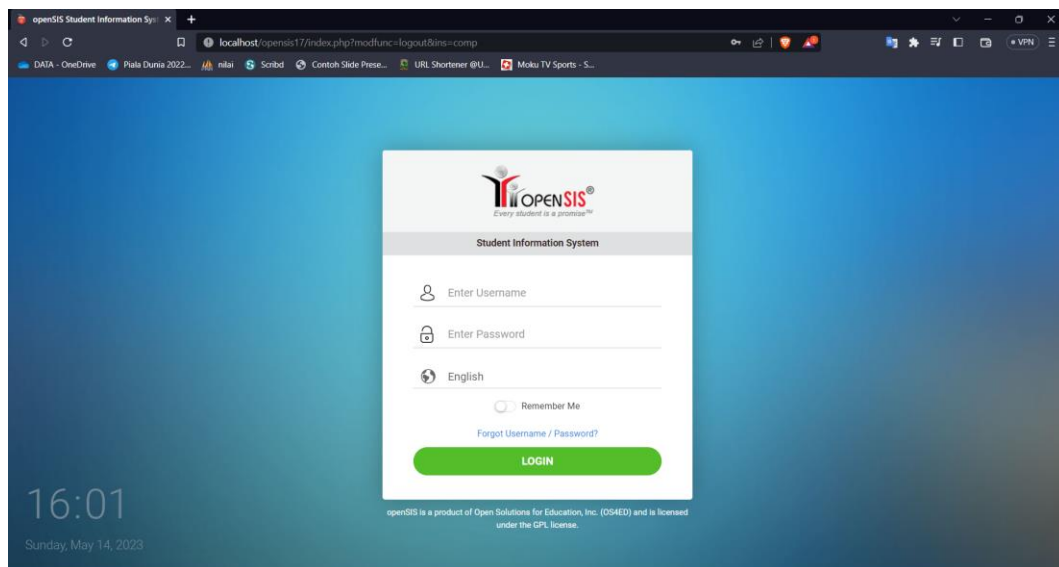 openSIS Student Information Sys
localhost/opensis17/index.php?modfunc=logout&ins=comp
VPN
DATA - OneDrive Piala Dunia 2022... nilai Scribd Contoh Slide Prese... URL Shortener @U... Moku TV Sports - S...
OPENSIS®
Every student is a promise™
Student Information System
Enter Username
Enter Password
English
Remember Me
Forgot Username / Password?
LOGIN
openSIS is a product of Open Solutions for Education, Inc. (OS4ED) and is licensed
under the GPL license.
16:01
Sunday, May 14, 2023